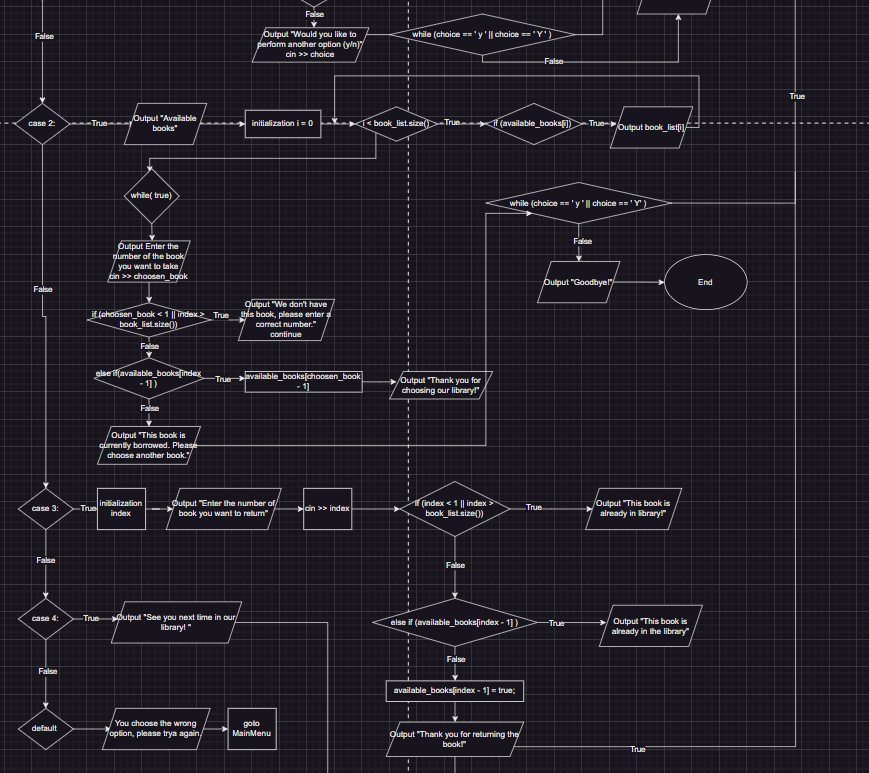 False
Output "Would you like to
perform another option (y/n)"
cin >> choice
while (choice == ' y ' || choice == ' Y ' )
False
False
True
case 2:
True
Output "Available
books"
initialization i = 0
i < book_list.size()
True
if (available_books[i])
True
Output book_list[i]
while( true)
while (choice == ' y ' || choice == ' Y' )
False
Output Enter the
number of the book
you want to take
cin >> choosen_book
Output "Goodbye!"
End
False
if (choosen_book < 1 || index >
book_list.size())
True
Output "We don't have
this book, please enter a
correct number."
continue
False
else if(available_books[index
- 1] )
True
available_books[choosen_book
- 1]
Output "Thank you for
choosing our library!"
False
Output "This book is
currently borrowed. Please
choose another book."
case 3:
True
initialization
index
Output "Enter the number of
book you want to return"
cin >> index
if (index < 1 || index >
book_list.size())
True
Output "This book is
already in library!"
False
False
case 4:
True
Output "See you next time in our
library! "
else if (available_books[index - 1] )
True
Output "This book is
already in the library"
False
False
available_books[index - 1] = true;
default
You choose the wrong
option, please trya again
goto
MainMenu
Output "Thank you for returning the
book!"
True